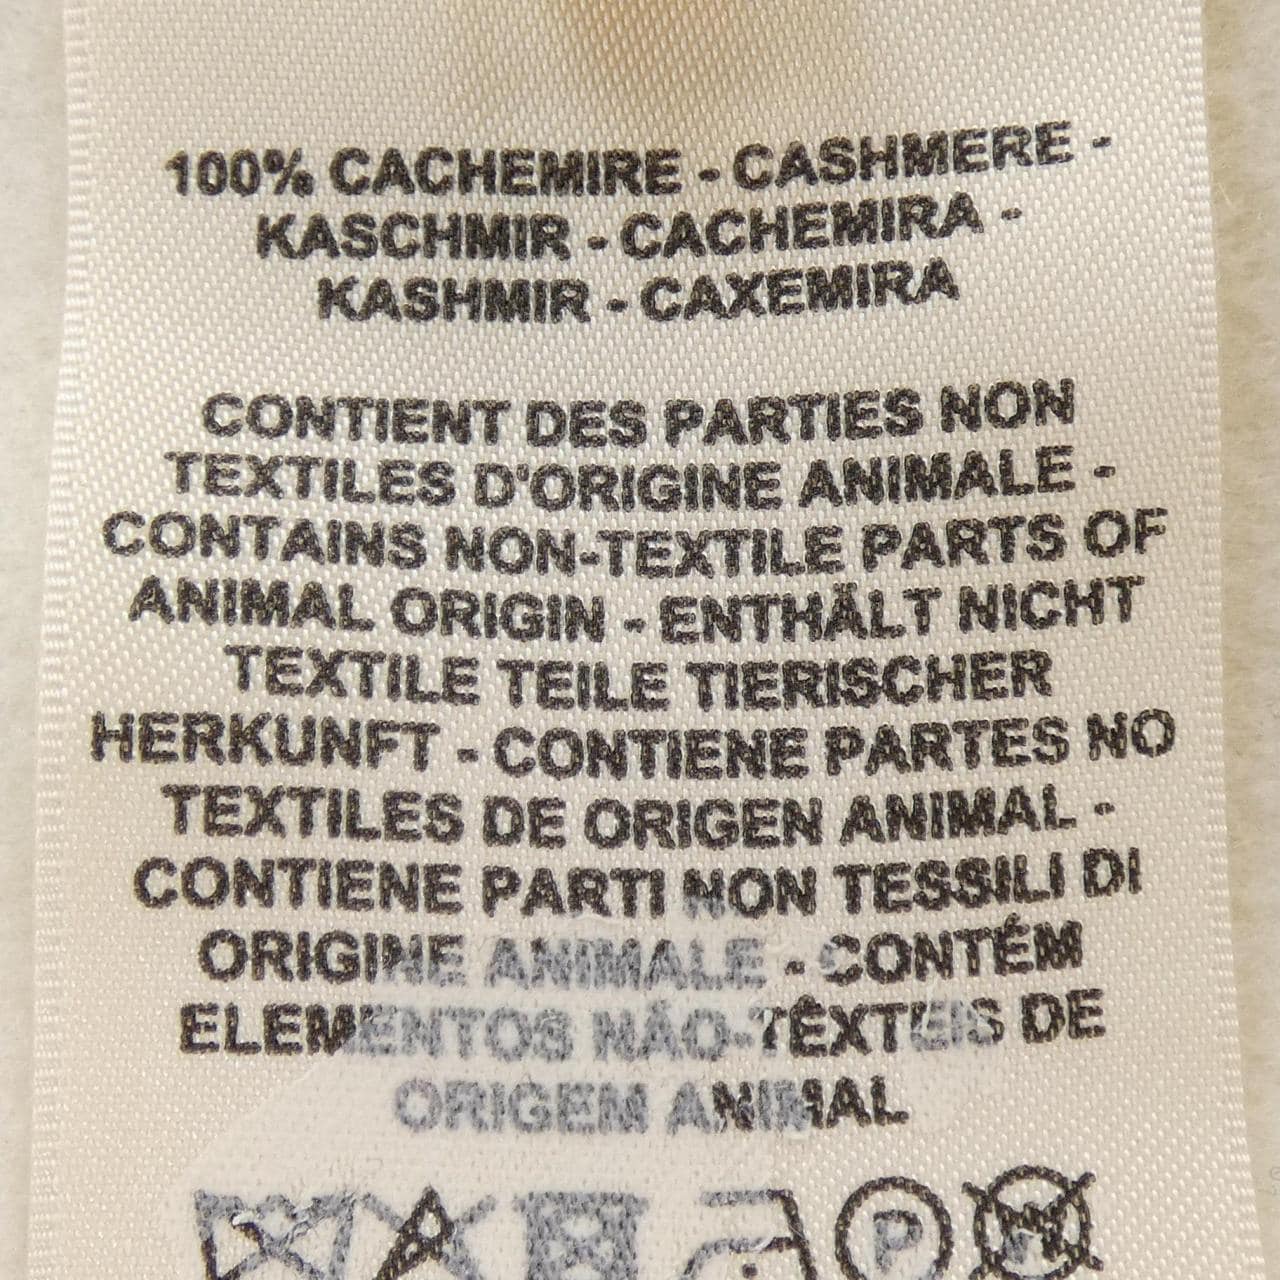 100% CACHEMIRE - CASHMERE -
KASCHMIR - CACHEMIRA -
KASHMIR - CAXEMIRA
CONTIENT DES PARTIES NON
TEXTILES D'ORIGINE ANIMALE -
CONTAINS NON-TEXTILE PARTS OF
ANIMAL ORIGIN - ENTHÄLT NICHT
TEXTILE TEILE TIERISCHER
HERKUNFT - CONTIENE PARTES NO
TEXTILES DE ORIGEN ANIMAL -
CONTIENE PARTI NON TESSILI DI
ORIGINE ANIMALE - CONTÉM
ELEMENTOS NÃO-TÊXTEIS DE
ORIGEM ANIMAL
P W